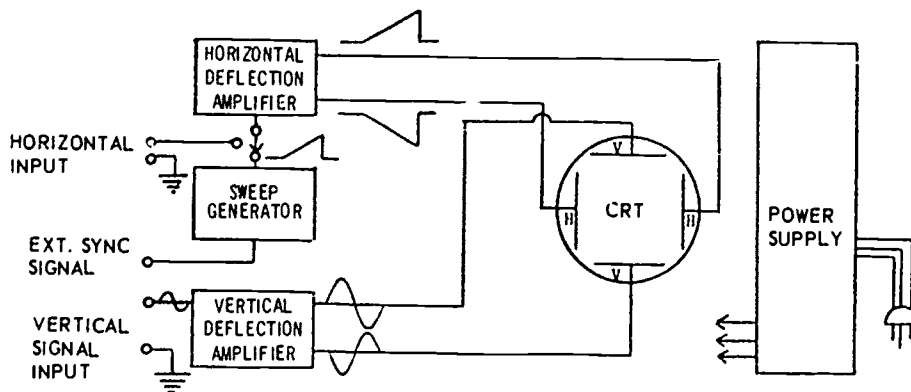 HORIZONTAL
DEFLECTION
AMPLIFIER
HORIZONTAL
INPUT
SWEEP
GENERATOR
EXT. SYNC
SIGNAL
VERTICAL
SIGNAL
INPUT
VERTICAL
DEFLECTION
AMPLIFIER
V
H
CRT
H
V
POWER
SUPPLY